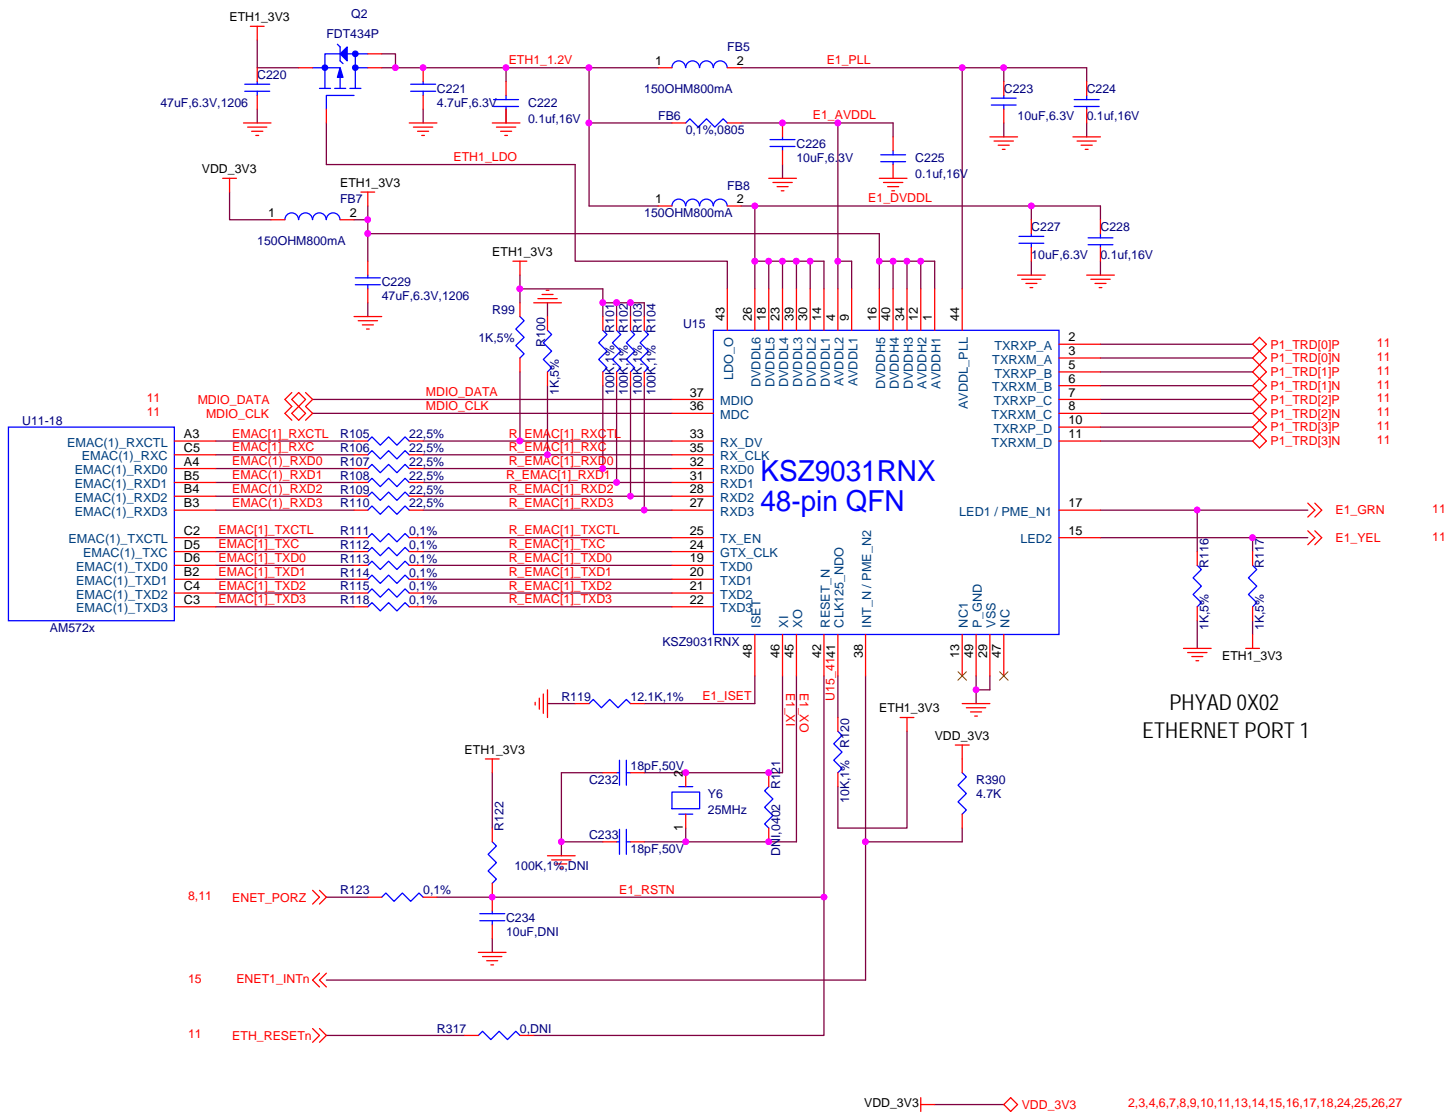 ETH1_3V3
Q2
FDT434P
C220
47uF,6.3V,1206
C221
4.7uF,6.3V
C222
0.1uf,16V
ETH1_1.2V
FB5
1 2
150OHM800mA
E1_PLL
C223
10uF,6.3V
C224
0.1uf,16V
FB6
0,1%,0805
E1_AVDDL
C226
10uF,6.3V
C225
0.1uf,16V
ETH1_LDO
FB8
1 2
150OHM800mA
E1_DVDDL
C227
10uF,6.3V
C228
0.1uf,16V
VDD_3V3
ETH1_3V3
FB7
1 2
150OHM800mA
C229
47uF,6.3V,1206
ETH1_3V3
R99
1K,5%
R100
1K,5%
R101
100K,1%
R102
100K,1%
R103
100K,1%
R104
100K,1%
U15
43 26 18 23 39 30 14 4 9 16 40 34 12 1 44
LDO_O
DVDDL6
DVDDL5
DVDDL4
DVDDL3
DVDDL2
DVDDL1
AVDDL2
AVDDL1
DVDDH5
DVDDH4
DVDDH3
AVDDH2
AVDDH1
AVDDL_PLL
11 MDIO_DATA MDIO_DATA 37 MDIO
11 MDIO_CLK MDIO_CLK 36 MDC
U11-18
EMAC(1)_RXCTL A3 EMAC[1]_RXCTL R105 22,5% R_EMAC[1]_RXCTL 33 RX_DV
EMAC(1)_RXC C5 EMAC[1]_RXC R106 22,5% R_EMAC[1]_RXC 35 RX_CLK
EMAC(1)_RXD0 A4 EMAC(1)_RXD0 R107 22,5% R_EMAC[1]_RXD0 32 RXD0
EMAC(1)_RXD1 B5 EMAC(1)_RXD1 R108 22,5% R_EMAC[1]_RXD1 31 RXD1
EMAC(1)_RXD2 B4 EMAC(1)_RXD2 R109 22,5% R_EMAC[1]_RXD2 28 RXD2
EMAC(1)_RXD3 B3 EMAC(1)_RXD3 R110 22,5% R_EMAC[1]_RXD3 27 RXD3
EMAC(1)_TXCTL C2 EMAC[1]_TXCTL R111 0,1% R_EMAC[1]_TXCTL 25 TX_EN
EMAC(1)_TXC D5 EMAC[1]_TXC R112 0,1% R_EMAC[1]_TXC 24 GTX_CLK
EMAC(1)_TXD0 D6 EMAC[1]_TXD0 R113 0,1% R_EMAC[1]_TXD0 19 TXD0
EMAC(1)_TXD1 B2 EMAC[1]_TXD1 R114 0,1% R_EMAC[1]_TXD1 20 TXD1
EMAC(1)_TXD2 C4 EMAC[1]_TXD2 R115 0,1% R_EMAC[1]_TXD2 21 TXD2
EMAC(1)_TXD3 C3 EMAC[1]_TXD3 R118 0,1% R_EMAC[1]_TXD3 22 TXD3
AM572x
KSZ9031RNX
48-pin QFN
TXRXP_A 2 P1_TRD[0]P 11
TXRXM_A 3 P1_TRD[0]N 11
TXRXP_B 5 P1_TRD[1]P 11
TXRXM_B 6 P1_TRD[1]N 11
TXRXP_C 7 P1_TRD[2]P 11
TXRXM_C 8 P1_TRD[2]N 11
TXRXP_D 10 P1_TRD[3]P 11
TXRXM_D 11 P1_TRD[3]N 11
LED1 / PME_N1 17 E1_GRN 11
LED2 15 E1_YEL 11
R116
1K,5%
R117
1K,5%
ETH1_3V3
ISET
XI
XO
RESET_N
CLK125_NDO
INT_N / PME_N2
NC1
P_GND
VSS
NC
KSZ9031RNX
48 46 45 42 41 38 13 49 29 47
R119 12.1K,1% E1_ISET
E1_XI
E1_XO
U15_41
R120
10K,1%
ETH1_3V3
VDD_3V3
R390
4.7K
PHYAD 0X02
ETHERNET PORT 1
ETH1_3V3
R122
100K,1%,DNI
C232
18pF,50V
C233
18pF,50V
2
1
Y6
25MHz
R121
DNI,0402
8,11 ENET_PORZ R123 0,1% E1_RSTN
C234
10uF,DNI
15 ENET1_INTn
11 ETH_RESETn R317 0,DNI
VDD_3V3 VDD_3V3 2,3,4,6,7,8,9,10,11,13,14,15,16,17,18,24,25,26,27